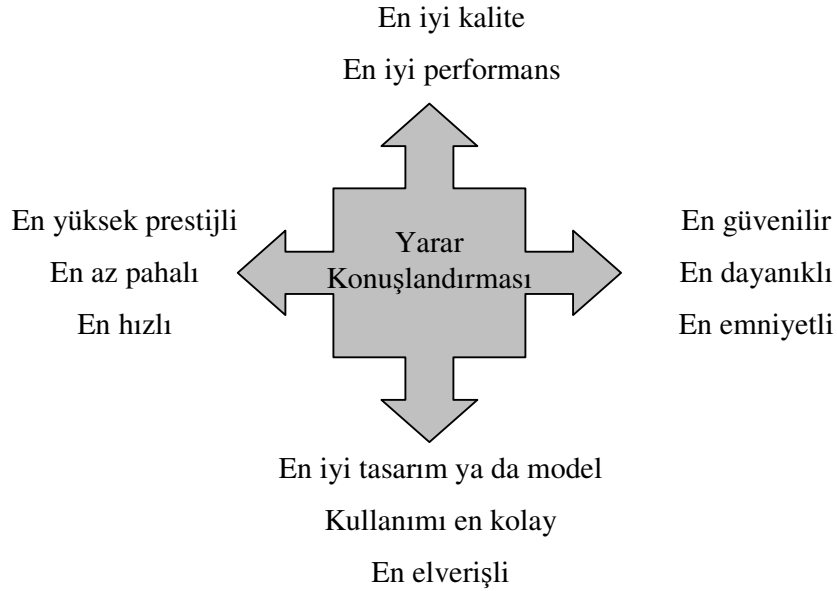 En iyi kalite
En iyi performans
En yüksek prestijli
En az pahalı
En hızlı
Yarar
Konuşlandırması
En güvenilir
En dayanıklı
En emniyetli
En iyi tasarım ya da model
Kullanımı en kolay
En elverişli